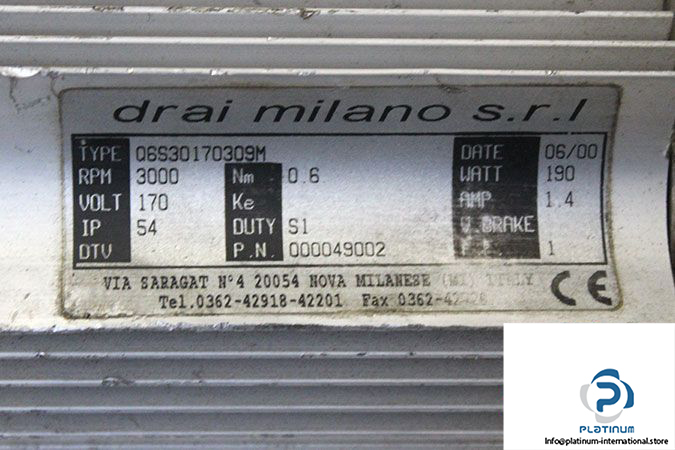 drai milano s.r.l
TYPE 06S30170309M DATE 06/00
RPM 3000 Nm 0.6 WATT 190
VOLT 170 Ke AMP 1.4
IP 54 DUTY S1 V.BRAKE
DTV P.N. 000049002 1
VIA SARAGAT N°4 20054 NOVA MILANESE (MI) ITALY
Tel.0362-42918-42201 Fax
CE
P
PLATINUM
Info@platinum-international.store